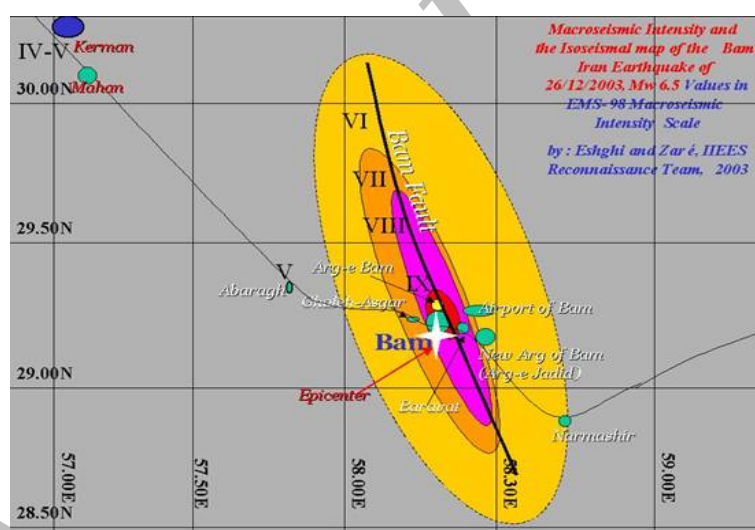 Macroseismic Intensity and
the Isoseismal map of the Bam
Iran Earthquake of
26/12/2003, Mw 6.5 Values in
EMS-98 Macroseismic
Intensity Scale
by : Eshghi and Zaré, IIEES
Reconnaissance Team, 2003
IV-V
Kerman
Mahan
30.00N
VI
Bam Fault
VII
VIII
29.50N
V
Abaragh
Arg-e Bam
IX
Gholeh-Asgar
Airport of Bam
Bam
New Arg of Bam
(Arg-e Jadid)
29.00N
Epicenter
Baravat
Narmashir
28.50N
57.00E
57.50E
58.00E
58.30E
59.00E